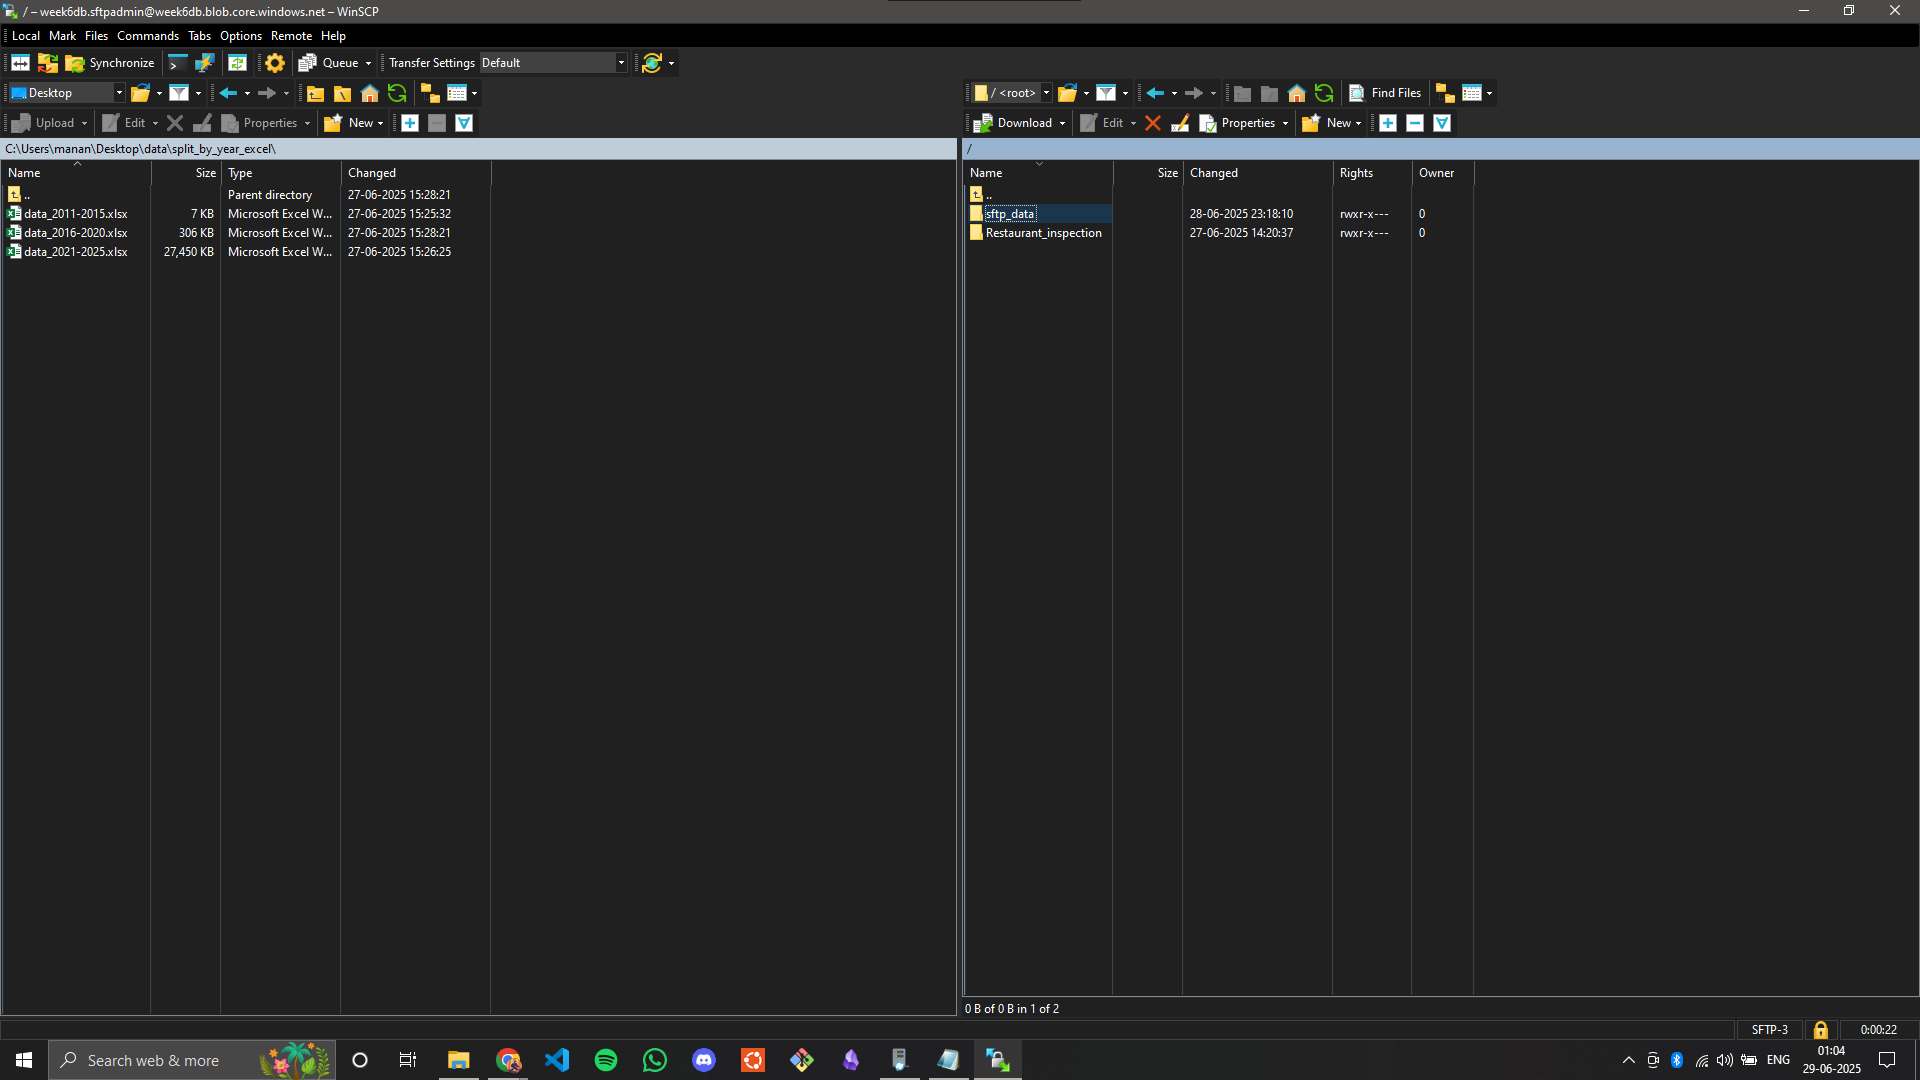 / – week6db.sftpadmin@week6db.blob.core.windows.net – WinSCP
Local Mark Files Commands Tabs Options Remote Help
Synchronize Queue Transfer Settings Default
Desktop
/ <root> Find Files
Upload Edit Properties New
Download Edit Properties New
C:\Users\manan\Desktop\data\split_by_year_excel\
/
Name Size Type Changed
.. Parent directory 27-06-2025 15:28:21
data_2011-2015.xlsx 7 KB Microsoft Excel W... 27-06-2025 15:25:32
data_2016-2020.xlsx 306 KB Microsoft Excel W... 27-06-2025 15:28:21
data_2021-2025.xlsx 27,450 KB Microsoft Excel W... 27-06-2025 15:26:25
Name Size Changed Rights Owner
..
sftp_data 28-06-2025 23:18:10 rwxr-x--- 0
Restaurant_inspection 27-06-2025 14:20:37 rwxr-x--- 0
0 B of 0 B in 1 of 2
SFTP-3 0:00:22
Search web & more
ENG
01:04
29-06-2025